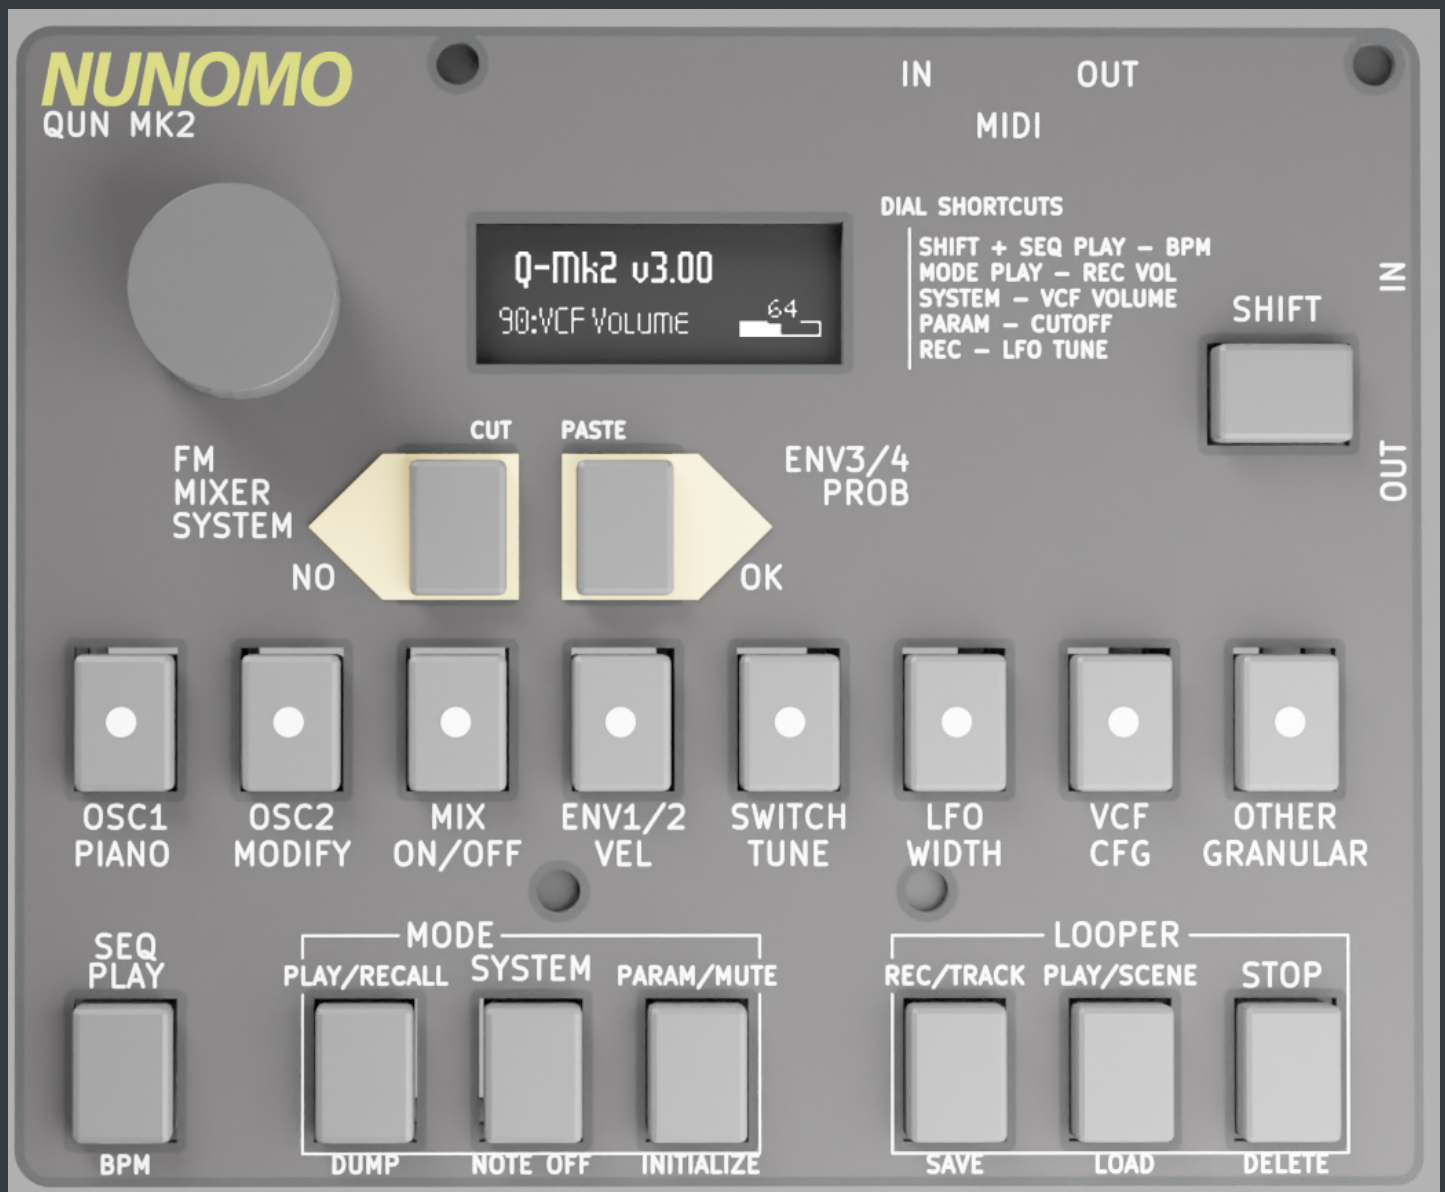 NUNOMO
QUN MK2
IN
OUT
MIDI
DIAL SHORTCUTS
SHIFT + SEQ PLAY – BPM
MODE PLAY – REC VOL
SYSTEM – VCF VOLUME
PARAM – CUTOFF
REC – LFO TUNE
Q-Mk2 v3.00
90:VCF VOLUME
64
IN
SHIFT
OUT
CUT
PASTE
FM
MIXER
SYSTEM
NO
ENV3/4
PROB
OK
OSC1
PIANO
OSC2
MODIFY
MIX
ON/OFF
ENV1/2
VEL
SWITCH
TUNE
LFO
WIDTH
VCF
CFG
OTHER
GRANULAR
SEQ
PLAY
BPM
MODE
PLAY/RECALL
SYSTEM
PARAM/MUTE
DUMP
NOTE OFF
INITIALIZE
LOOPER
REC/TRACK
PLAY/SCENE
STOP
SAVE
LOAD
DELETE